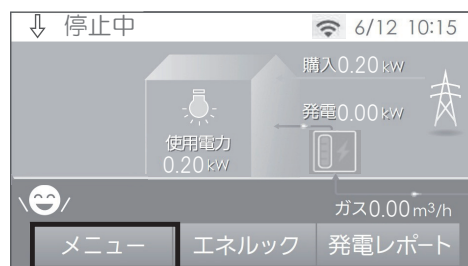 停止中 6/12 10:15
購入0.20kW
発電0.00kW
使用電力
0.20kW
ガス0.00m³/h
メニュー エネルック 発電レポート